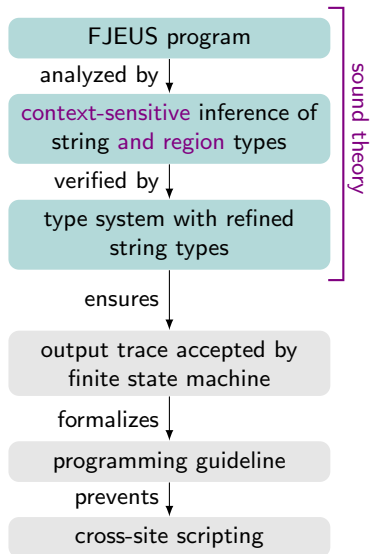 FJEUS program
analyzed by
context-sensitive inference of
string and region types
verified by
type system with refined
string types
sound theory
ensures
output trace accepted by
finite state machine
formalizes
programming guideline
prevents
cross-site scripting